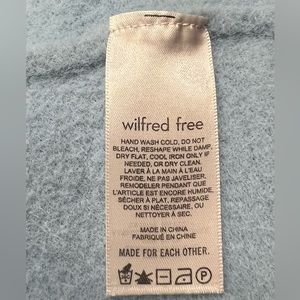 wilfred free
HAND WASH COLD, DO NOT
BLEACH, RESHAPE WHILE DAMP,
DRY FLAT, COOL IRON ONLY IF
NEEDED, OR DRY CLEAN.
LAVER À LA MAIN À L'EAU
FROIDE, NE PAS JAVELISER,
REMODELER PENDANT QUE
L'ARTICLE EST ENCORE HUMIDE,
SÉCHER À PLAT, REPASSAGE
DOUX SI NÉCESSAIRE, OU
NETTOYER À SEC.
MADE IN CHINA
FABRIQUÉ EN CHINE
MADE FOR EACH OTHER.
P